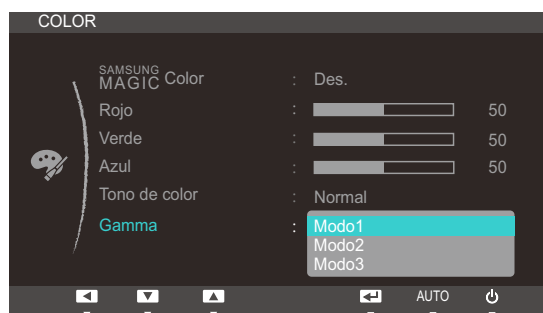 COLOR
SAMSUNG MAGIC Color : Des.
Rojo : 50
Verde : 50
Azul : 50
Tono de color : Normal
Gamma : Modo1
Modo2
Modo3
AUTO